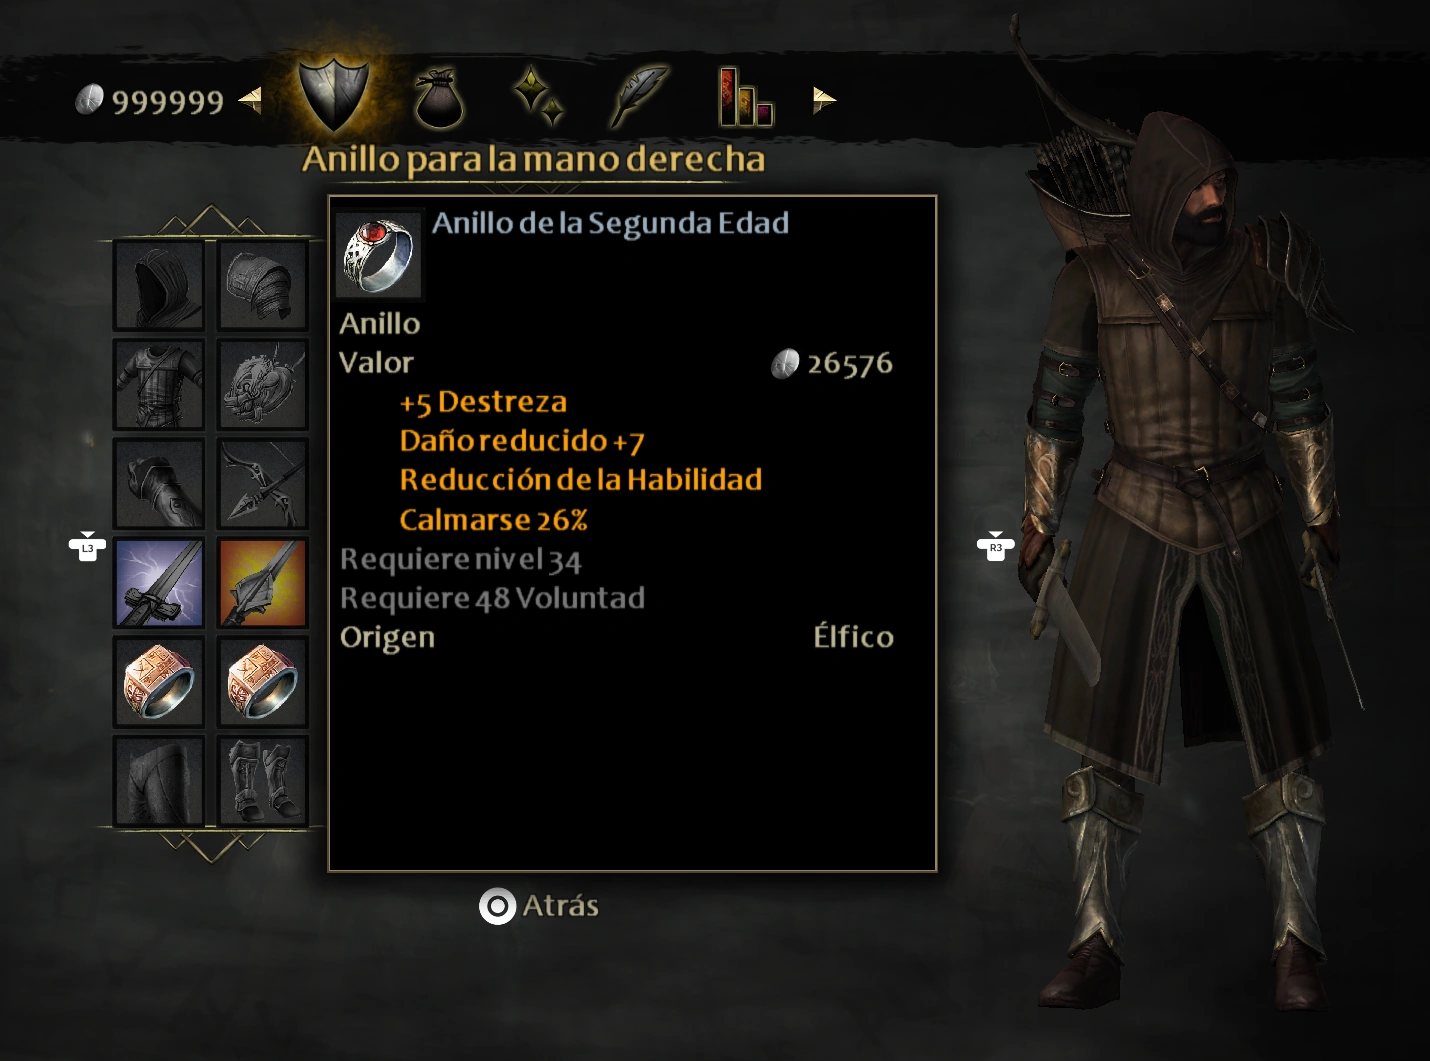 999999
Anillo para la mano derecha
Anillo de la Segunda Edad
Anillo
Valor 26576
+5 Destreza
Daño reducido +7
Reducción de la Habilidad
Calmarse 26%
Requiere nivel 34
Requiere 48 Voluntad
Origen Élfico
L3
R3
Atrás